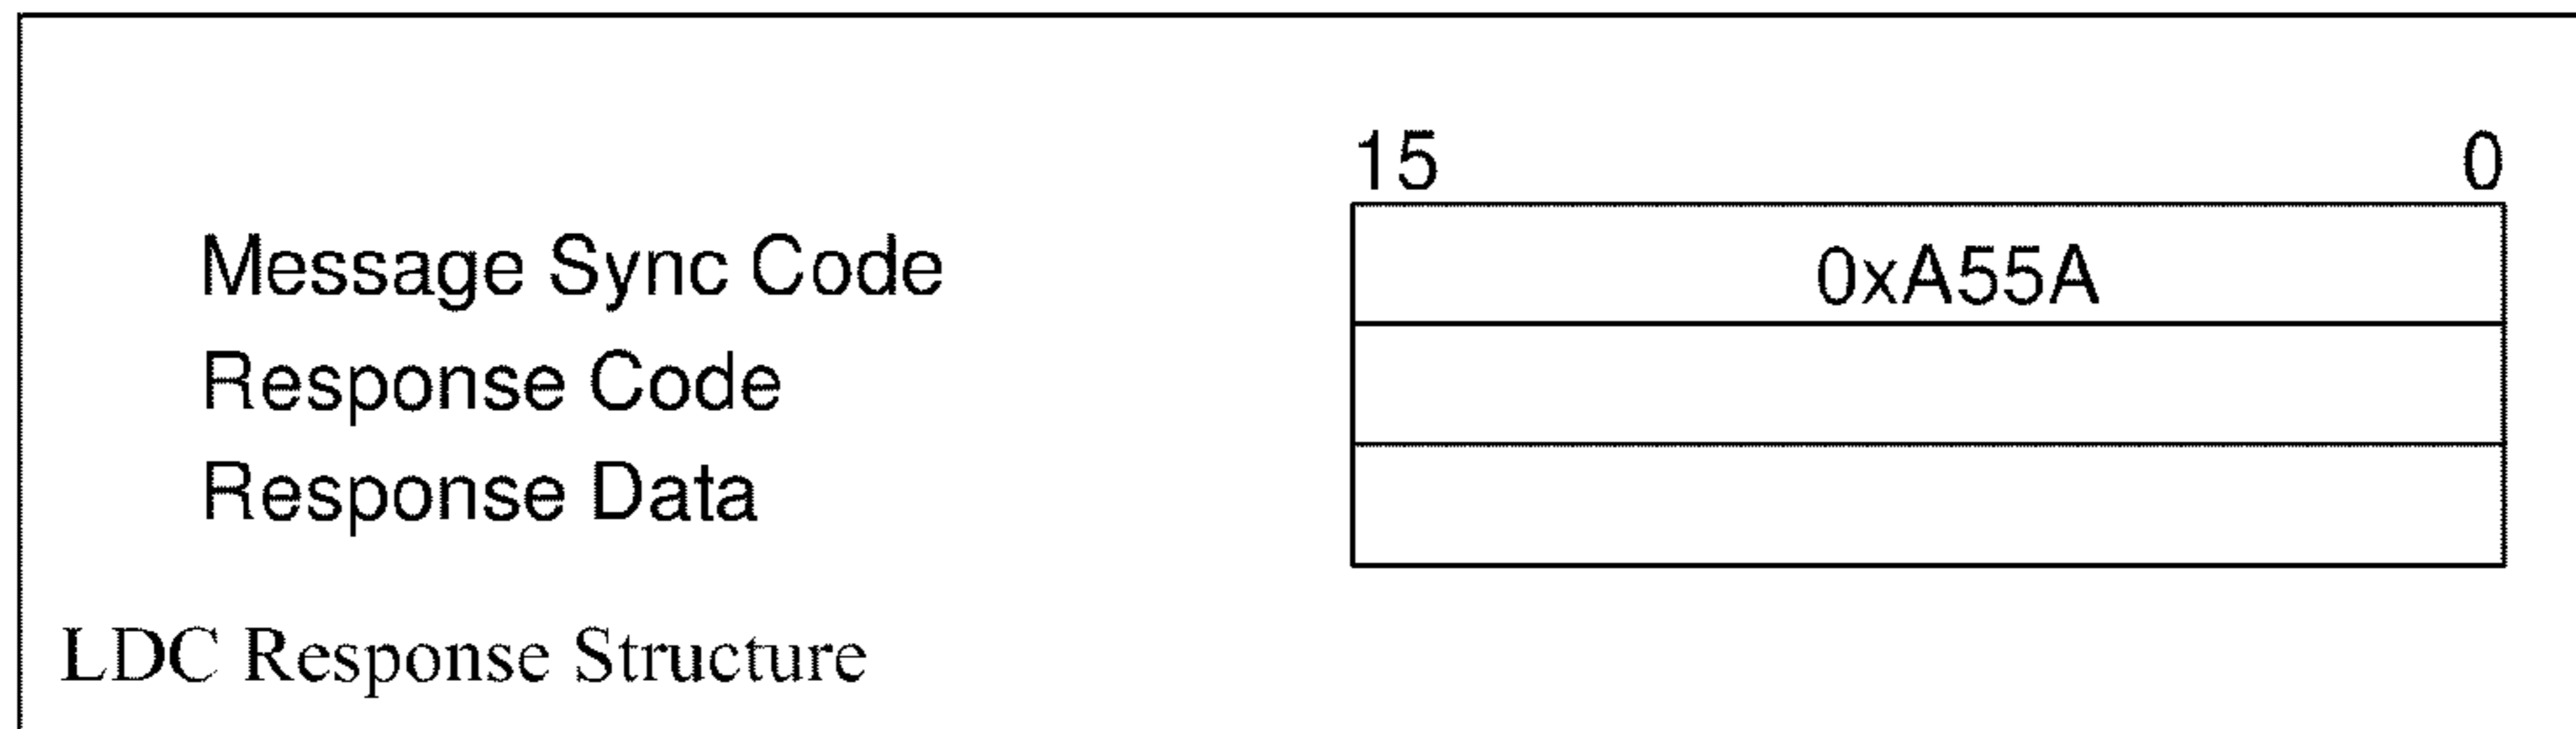 15 0
Message Sync Code 0xA55A
Response Code
Response Data
LDC Response Structure